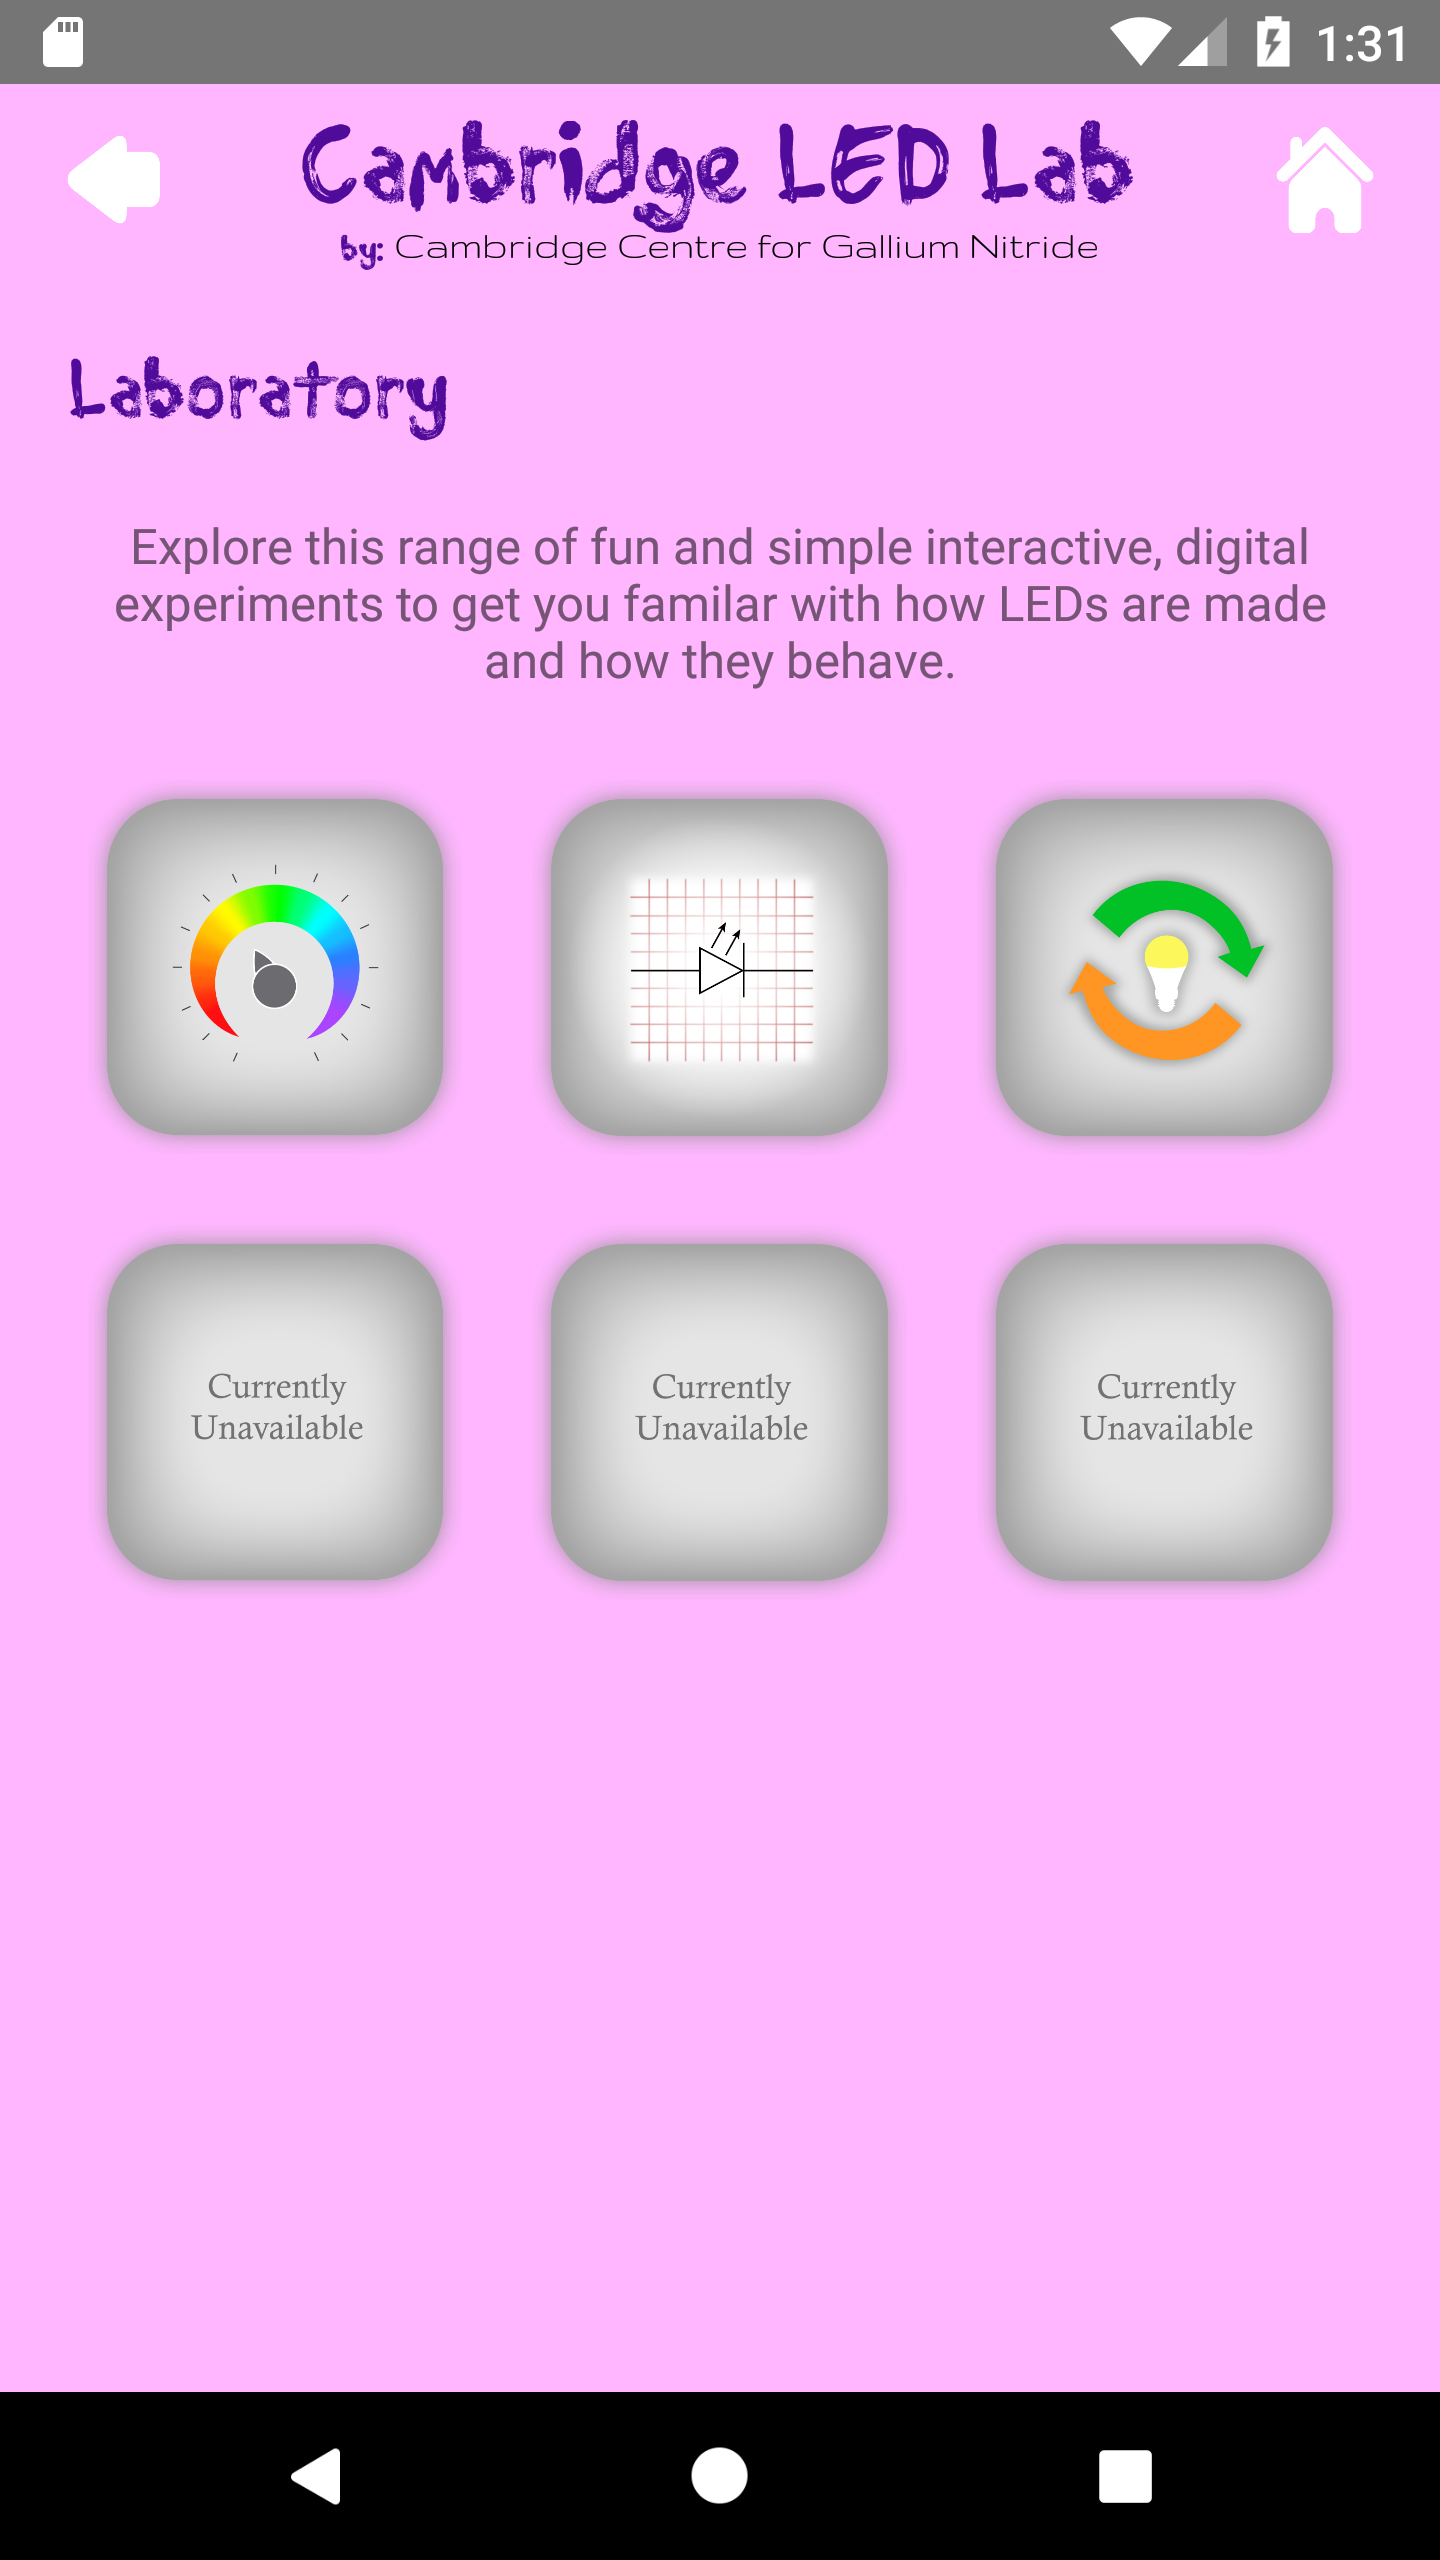 1:31
Cambridge LED Lab
by: Cambridge Centre for Gallium Nitride
Laboratory
Explore this range of fun and simple interactive, digital
experiments to get you familar with how LEDs are made
and how they behave.
Currently
Unavailable
Currently
Unavailable
Currently
Unavailable